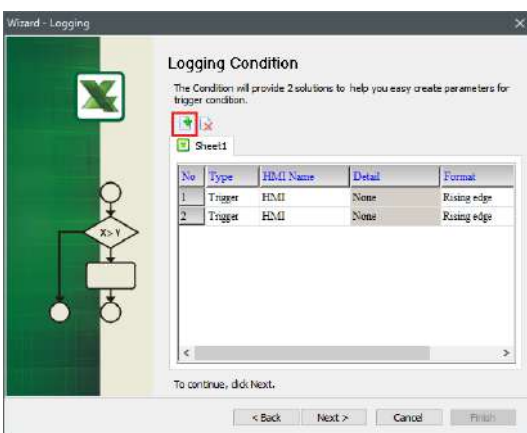 Wizard - Logging
Logging Condition
The Condition will provide 2 solutions to help you easy create parameters for
trigger condition.
Sheet1
No Type HMI Name Detail Format
1 Trigger HMI None Rising edge
2 Trigger HMI None Rising edge
X> Y
To continue, click Next.
< Back Next > Cancel Finish